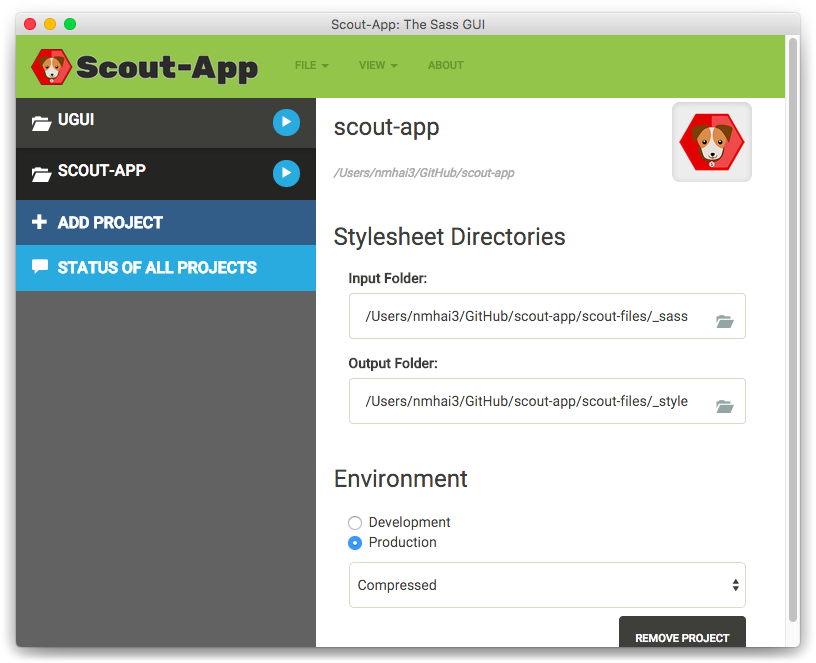 Scout-App: The Sass GUI
Scout-App
FILE VIEW ABOUT
UGUI
SCOUT-APP
ADD PROJECT
STATUS OF ALL PROJECTS
scout-app
/Users/nmhai3/GitHub/scout-app
Stylesheet Directories
Input Folder:
/Users/nmhai3/GitHub/scout-app/scout-files/_sass
Output Folder:
/Users/nmhai3/GitHub/scout-app/scout-files/_style
Environment
Development
Production
Compressed
REMOVE PROJECT